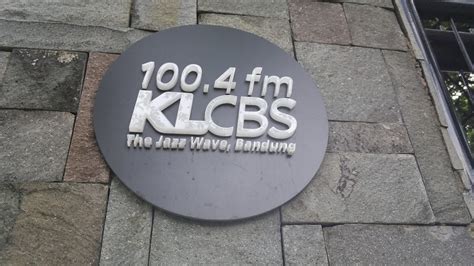 100.4 fm
KLCBS
The Jazz Wave, Bandung